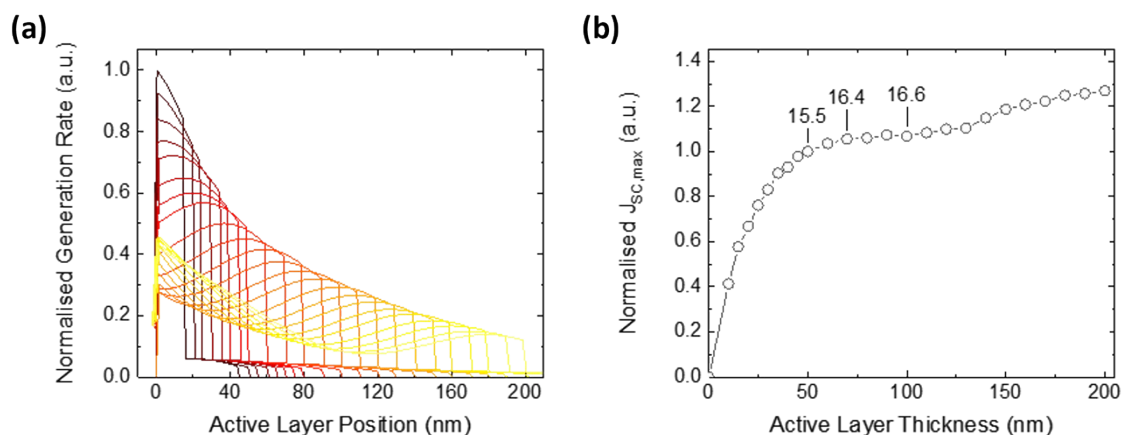 (a)
Normalised Generation Rate (a.u.)
1.0
0.8
0.6
0.4
0.2
0.0
0 40 80 120 160 200
Active Layer Position (nm)
(b)
Normalised J_SC,max (a.u.)
1.4
1.2
1.0
0.8
0.6
0.4
0.2
0.0
15.5
16.4
16.6
0 50 100 150 200
Active Layer Thickness (nm)